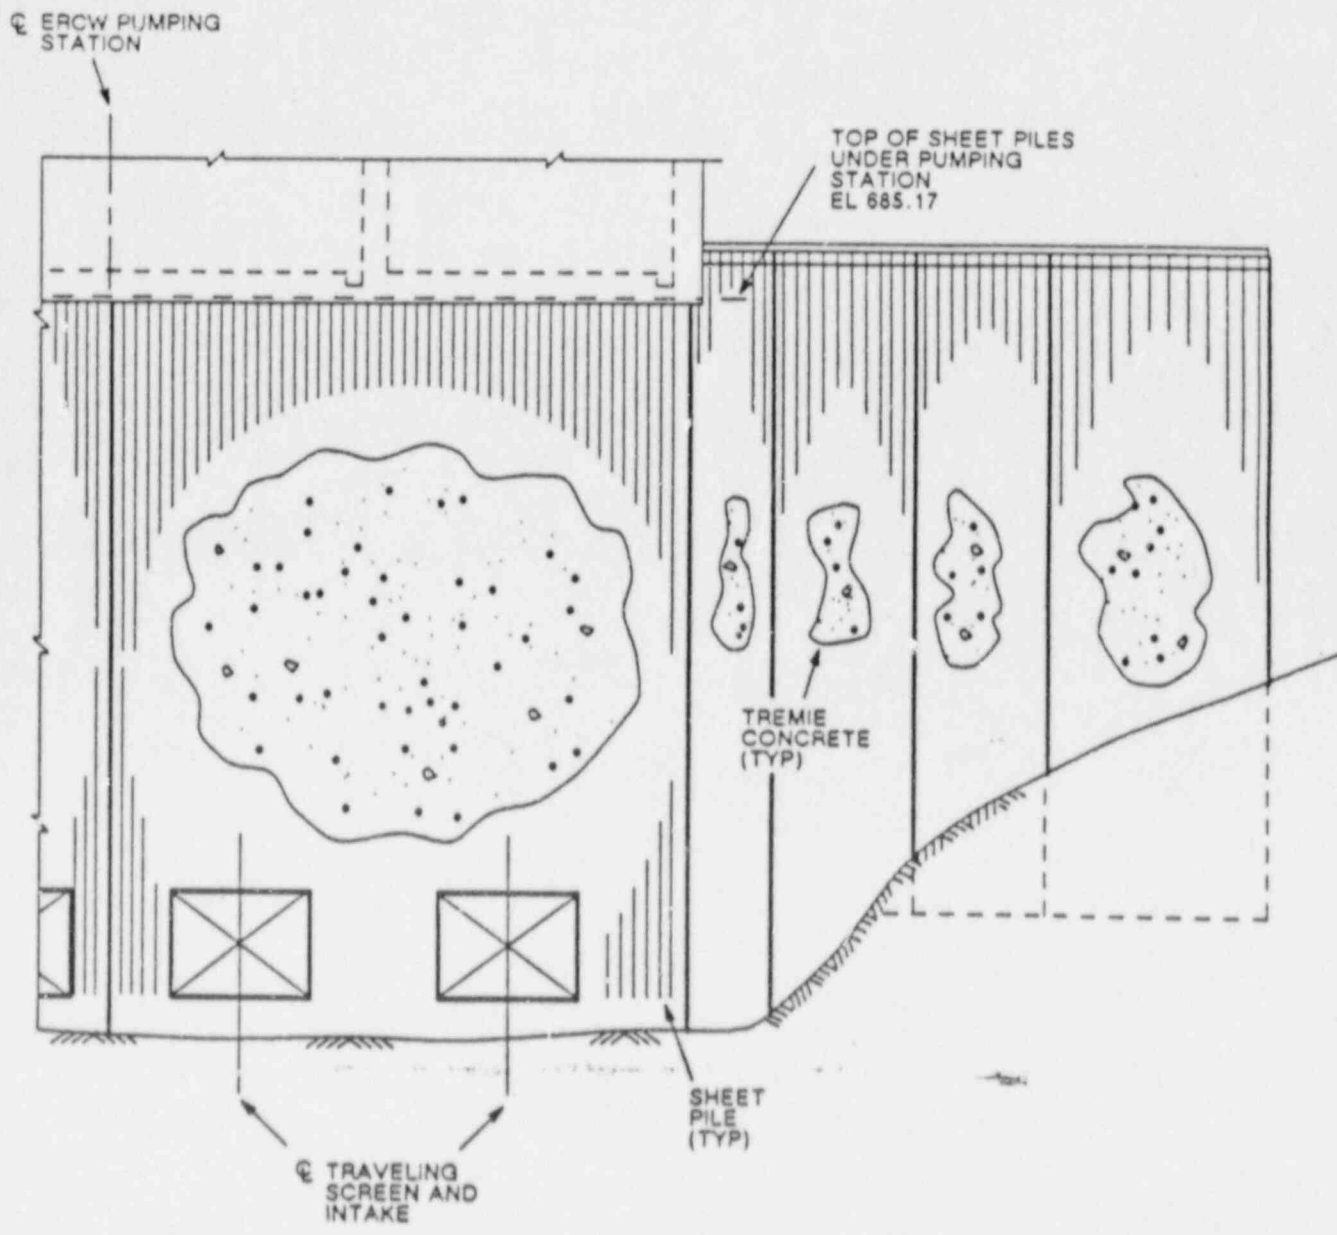 ℄ ERCW PUMPING
STATION
TOP OF SHEET PILES
UNDER PUMPING
STATION
EL 685.17
TREMIE
CONCRETE
(TYP)
SHEET
PILE
(TYP)
℄ TRAVELING
SCREEN AND
INTAKE